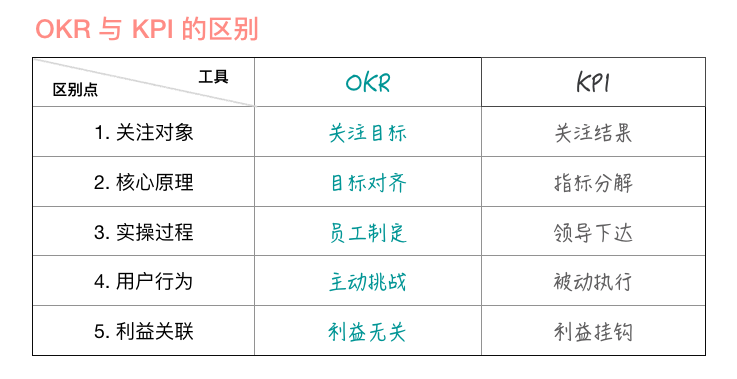 OKR 与 KPI 的区别
工具
区别点
OKR
KPI
1. 关注对象
关注目标
关注结果
2. 核心原理
目标对齐
指标分解
3. 实操过程
员工制定
领导下达
4. 用户行为
主动挑战
被动执行
5. 利益关联
利益无关
利益挂钩